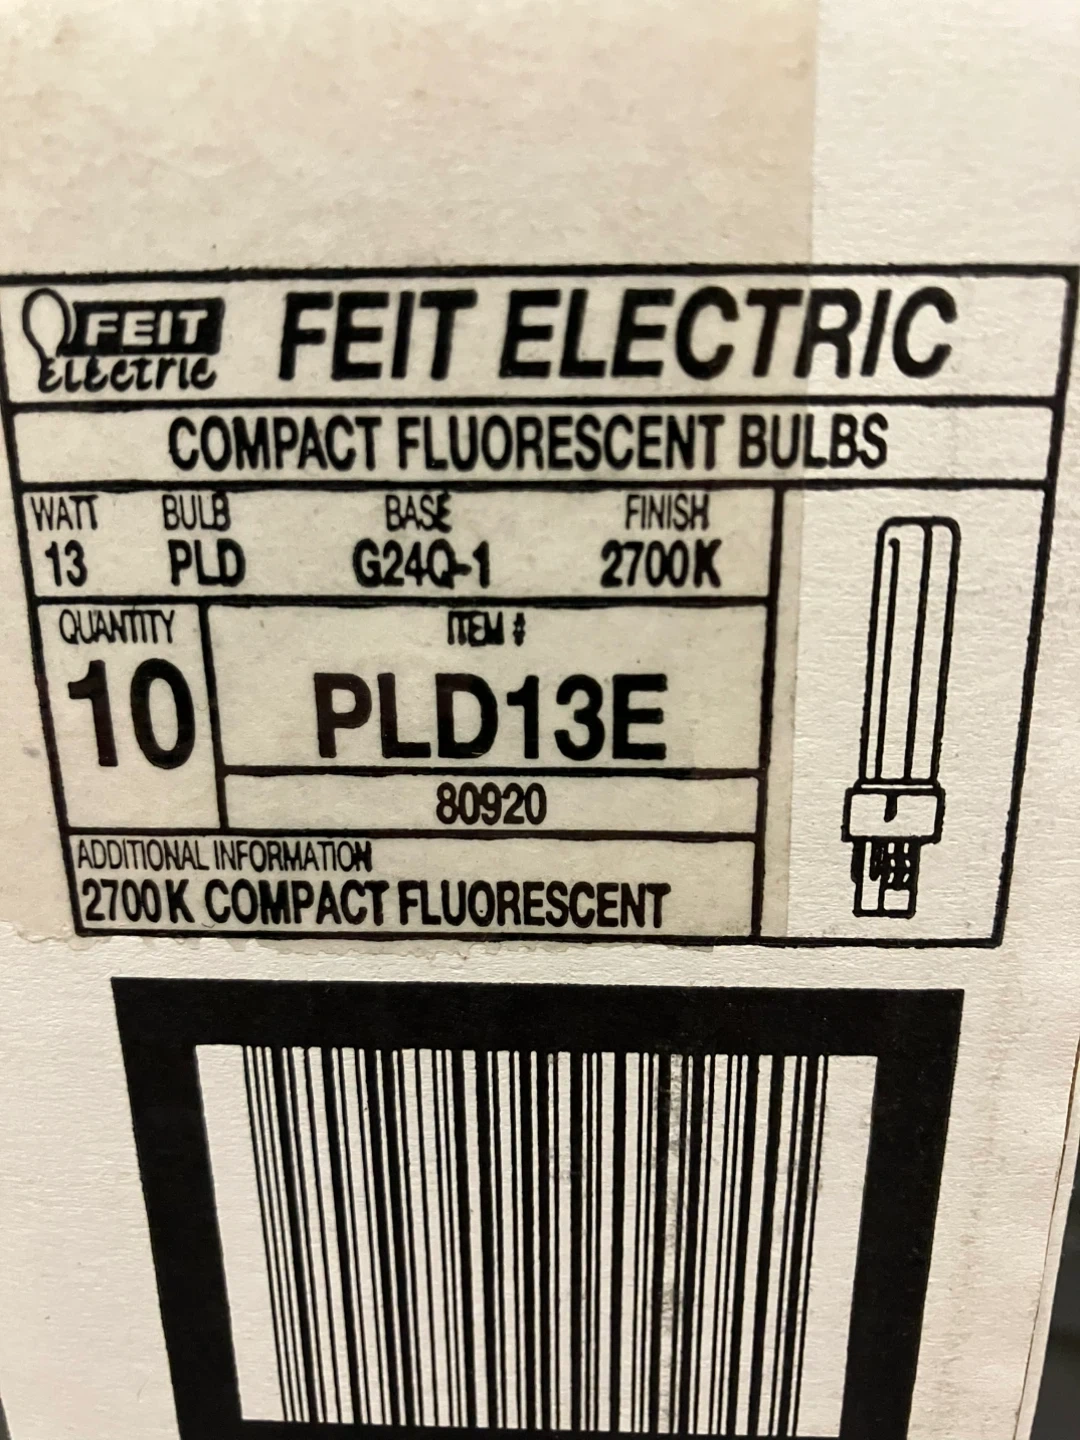 FEIT
ELECTRIC
FEIT ELECTRIC
COMPACT FLUORESCENT BULBS
WATT BULB BASE FINISH
13 PLD G24Q-1 2700K
QUANTITY
10
ITEM #
PLD13E
80920
ADDITIONAL INFORMATION
2700K COMPACT FLUORESCENT